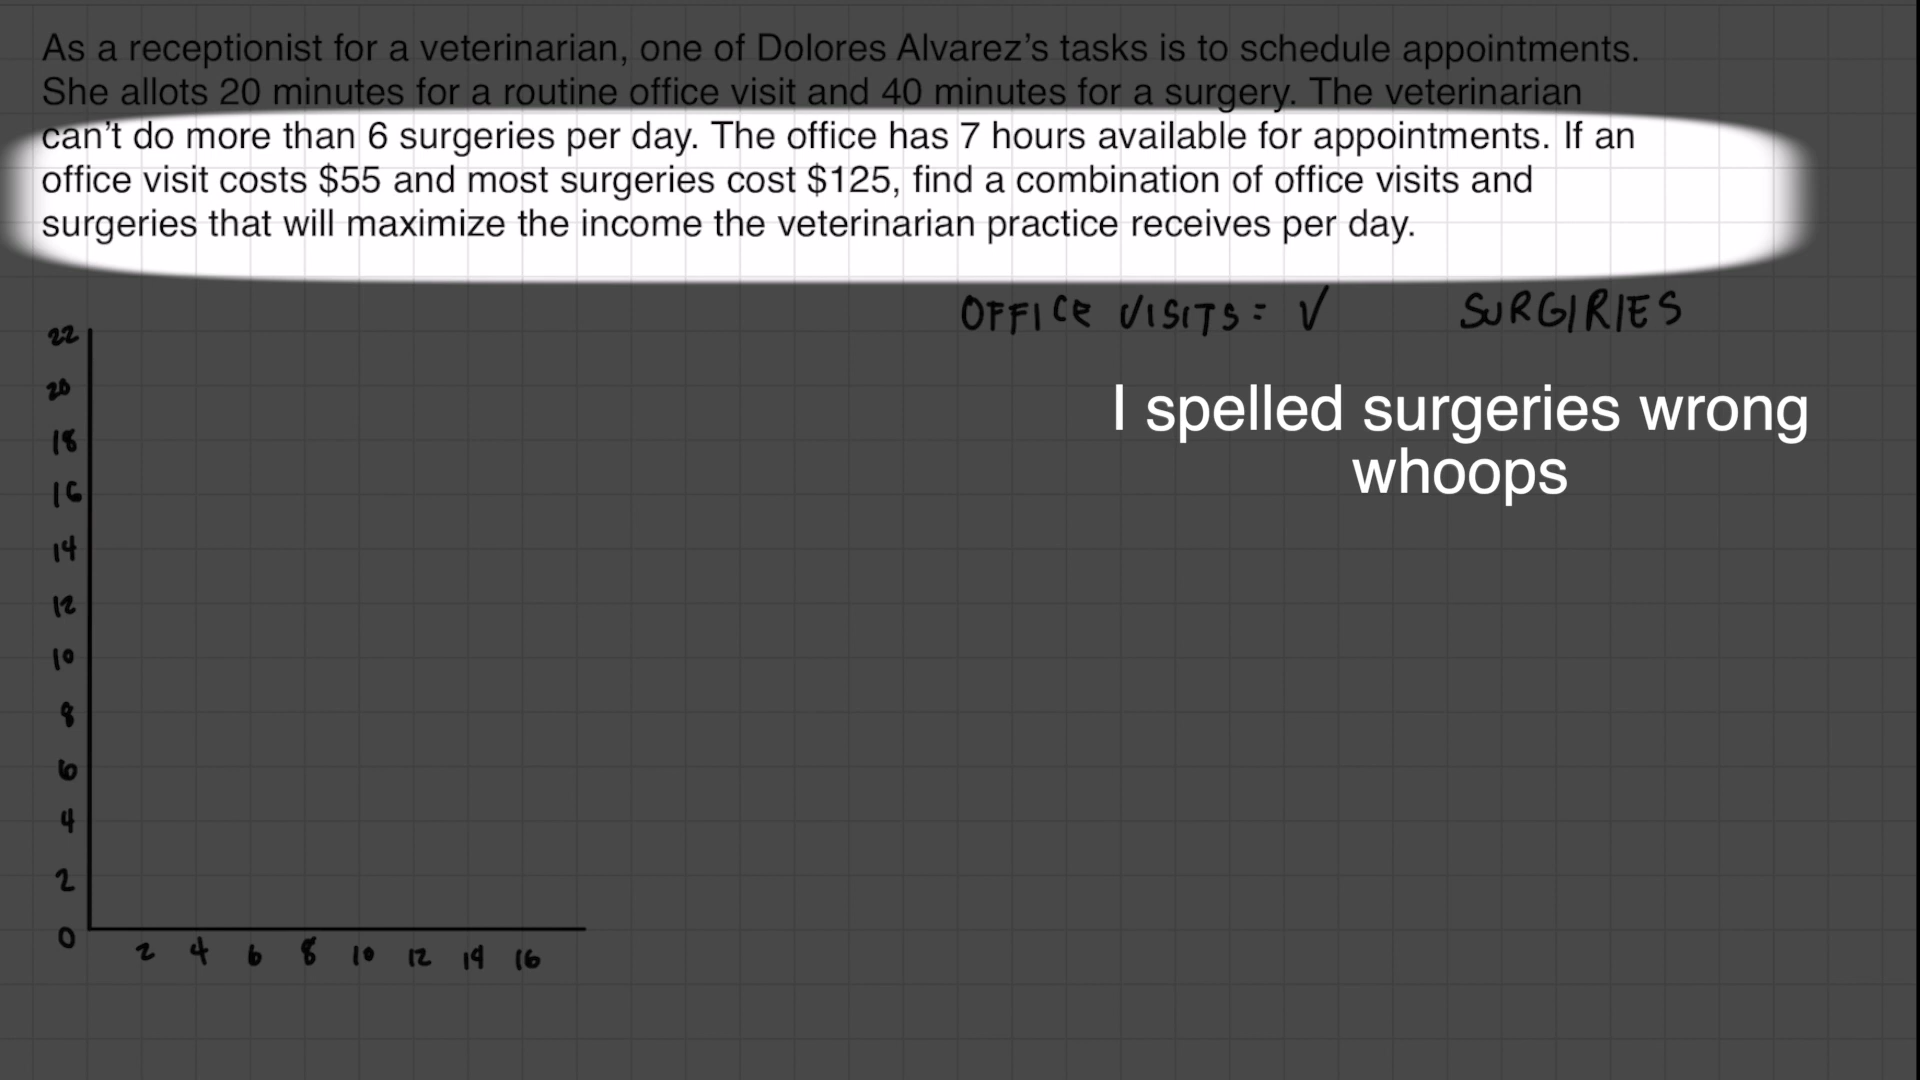 As a receptionist for a veterinarian, one of Dolores Alvarez’s tasks is to schedule appointments.
She allots 20 minutes for a routine office visit and 40 minutes for a surgery. The veterinarian
can’t do more than 6 surgeries per day. The office has 7 hours available for appointments. If an
office visit costs $55 and most surgeries cost $125, find a combination of office visits and
surgeries that will maximize the income the veterinarian practice receives per day.
OFFICE VISITS = V SURGIRIES
I spelled surgeries wrong
whoops
22
20
18
16
14
12
10
8
6
4
2
0
2 4 6 8 10 12 14 16